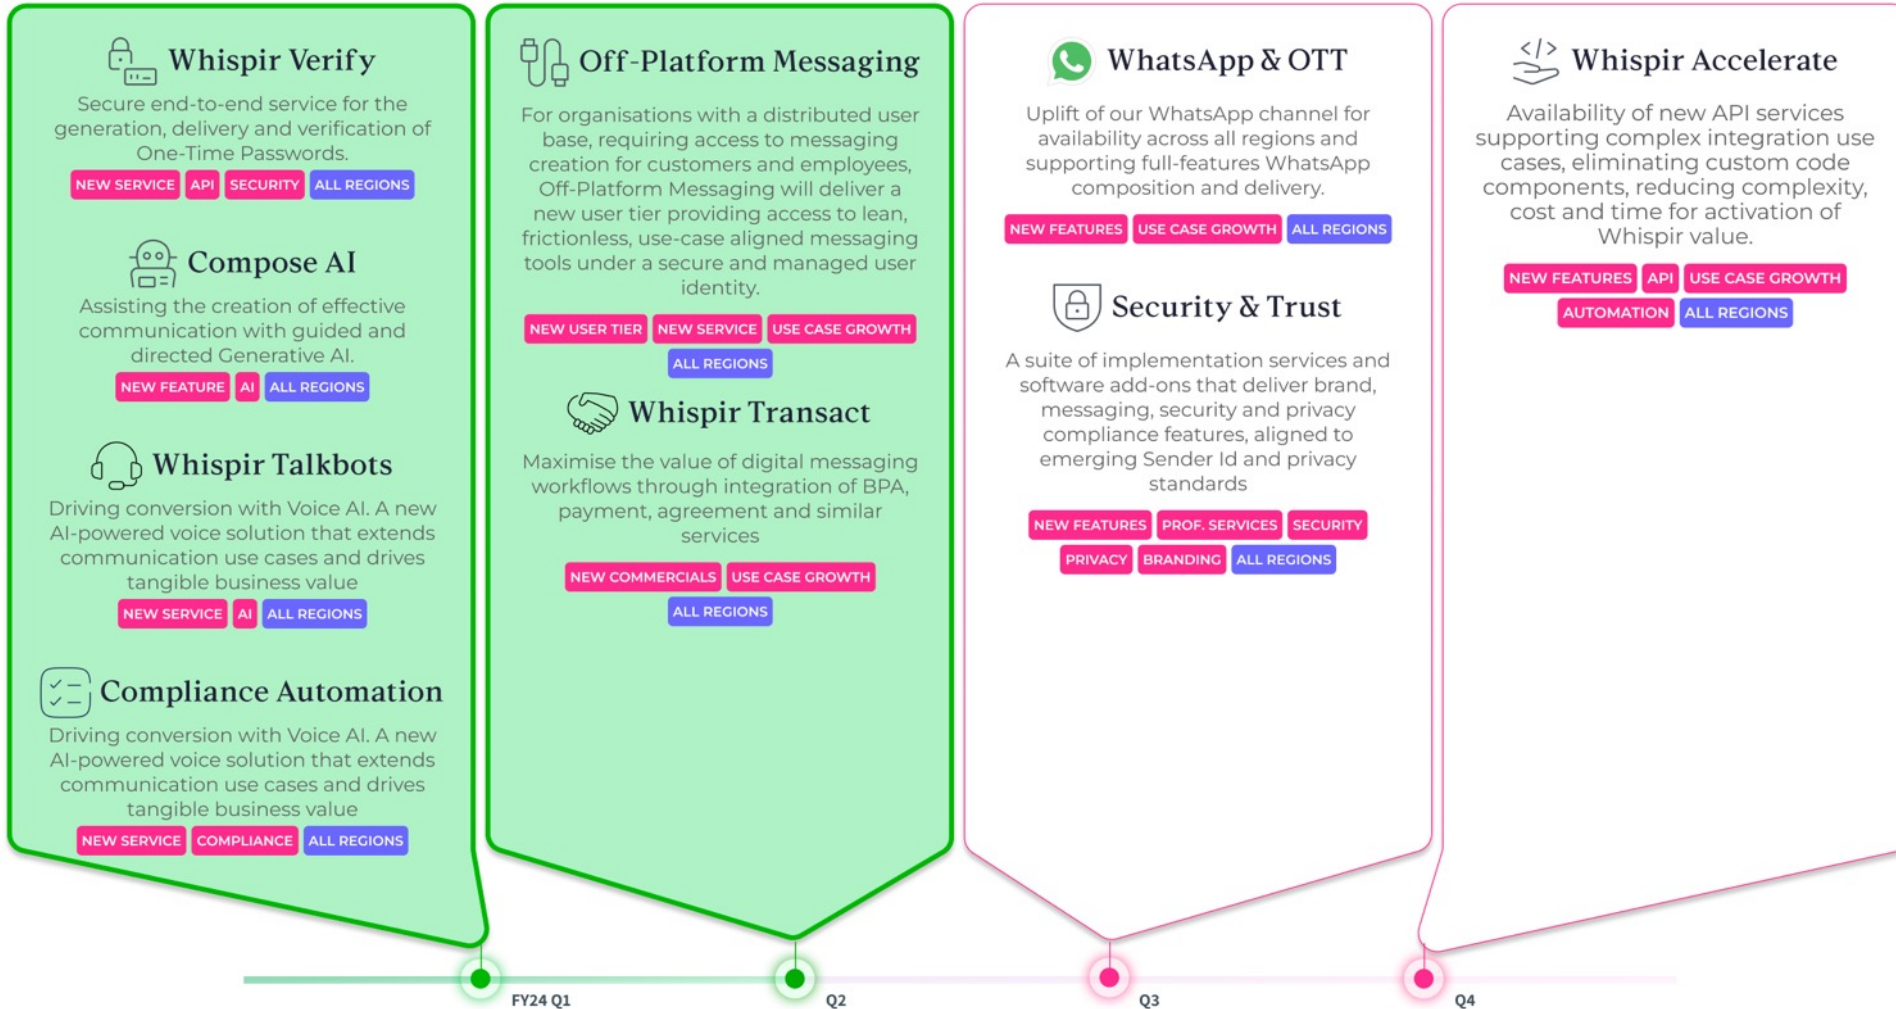 Whispir Verify
Secure end-to-end service for the
generation, delivery and verification of
One-Time Passwords.
NEW SERVICE API SECURITY ALL REGIONS
Compose AI
Assisting the creation of effective
communication with guided and
directed Generative AI.
NEW FEATURE AI ALL REGIONS
Whispir Talkbots
Driving conversion with Voice AI. A new
AI-powered voice solution that extends
communication use cases and drives
tangible business value
NEW SERVICE AI ALL REGIONS
Compliance Automation
Driving conversion with Voice AI. A new
AI-powered voice solution that extends
communication use cases and drives
tangible business value
NEW SERVICE COMPLIANCE ALL REGIONS
Off-Platform Messaging
For organisations with a distributed user
base, requiring access to messaging
creation for customers and employees,
Off-Platform Messaging will deliver a
new user tier providing access to lean,
frictionless, use-case aligned messaging
tools under a secure and managed user
identity.
NEW USER TIER NEW SERVICE USE CASE GROWTH
ALL REGIONS
Whispir Transact
Maximise the value of digital messaging
workflows through integration of BPA,
payment, agreement and similar
services
NEW COMMERCIALS USE CASE GROWTH
ALL REGIONS
WhatsApp & OTT
Uplift of our WhatsApp channel for
availability across all regions and
supporting full-features WhatsApp
composition and delivery.
NEW FEATURES USE CASE GROWTH ALL REGIONS
Security & Trust
A suite of implementation services and
software add-ons that deliver brand,
messaging, security and privacy
compliance features, aligned to
emerging Sender Id and privacy
standards
NEW FEATURES PROF. SERVICES SECURITY
PRIVACY BRANDING ALL REGIONS
Whispir Accelerate
Availability of new API services
supporting complex integration use
cases, eliminating custom code
components, reducing complexity,
cost and time for activation of
Whispir value.
NEW FEATURES API USE CASE GROWTH
AUTOMATION ALL REGIONS
FY24 Q1
Q2
Q3
Q4